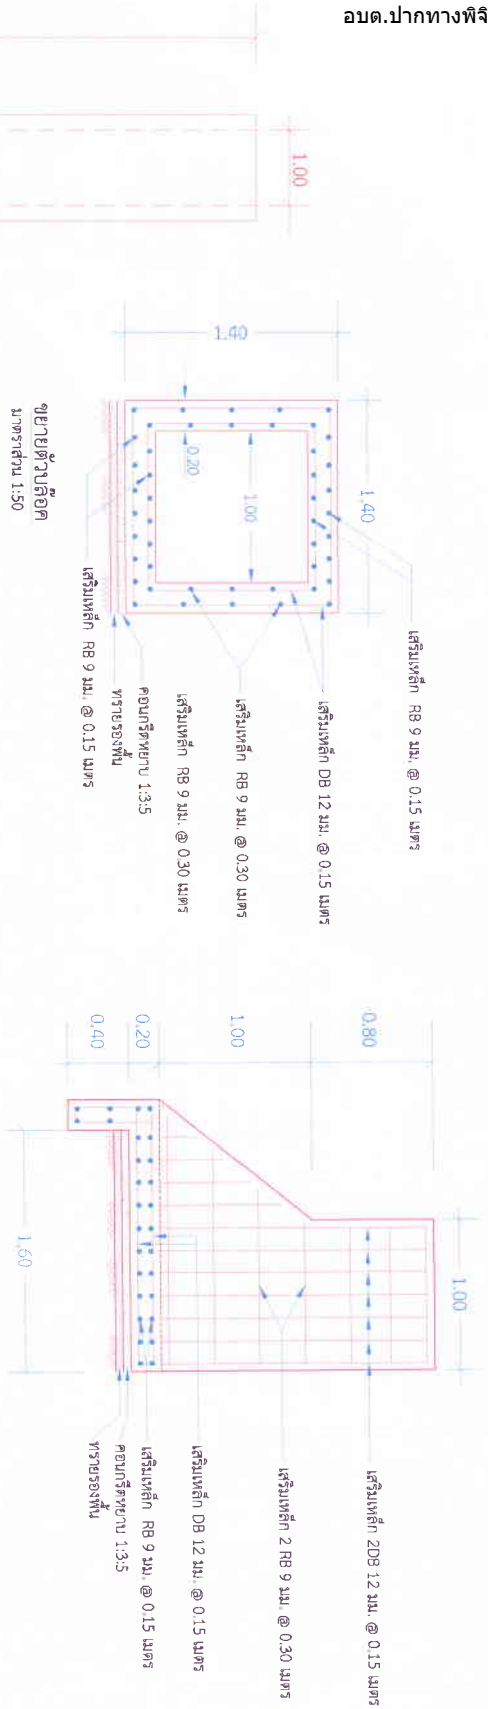 อบต.ปากทางพิจิ
1.00
1.40
1.40
0.20
1.00
ขยายตัวบล๊อค
มาตราส่วน 1:50
เสริมเหล็ก RB 9 มม. @ 0.15 เมตร
เสริมเหล็ก DB 12 มม. @ 0.15 เมตร
เสริมเหล็ก RB 9 มม. @ 0.30 เมตร
เสริมเหล็ก RB 9 มม. @ 0.30 เมตร
คอนกรีตหยาบ 1:3:5
ทรายรองพื้น
เสริมเหล็ก RB 9 มม. @ 0.15 เมตร
0.80
1.00
0.20
0.40
1.00
1.60
เสริมเหล็ก 2DB 12 มม. @ 0.15 เมตร
เสริมเหล็ก 2 RB 9 มม. @ 0.30 เมตร
เสริมเหล็ก DB 12 มม. @ 0.15 เมตร
เสริมเหล็ก RB 9 มม. @ 0.15 เมตร
คอนกรีตหยาบ 1:3:5
ทรายรองพื้น